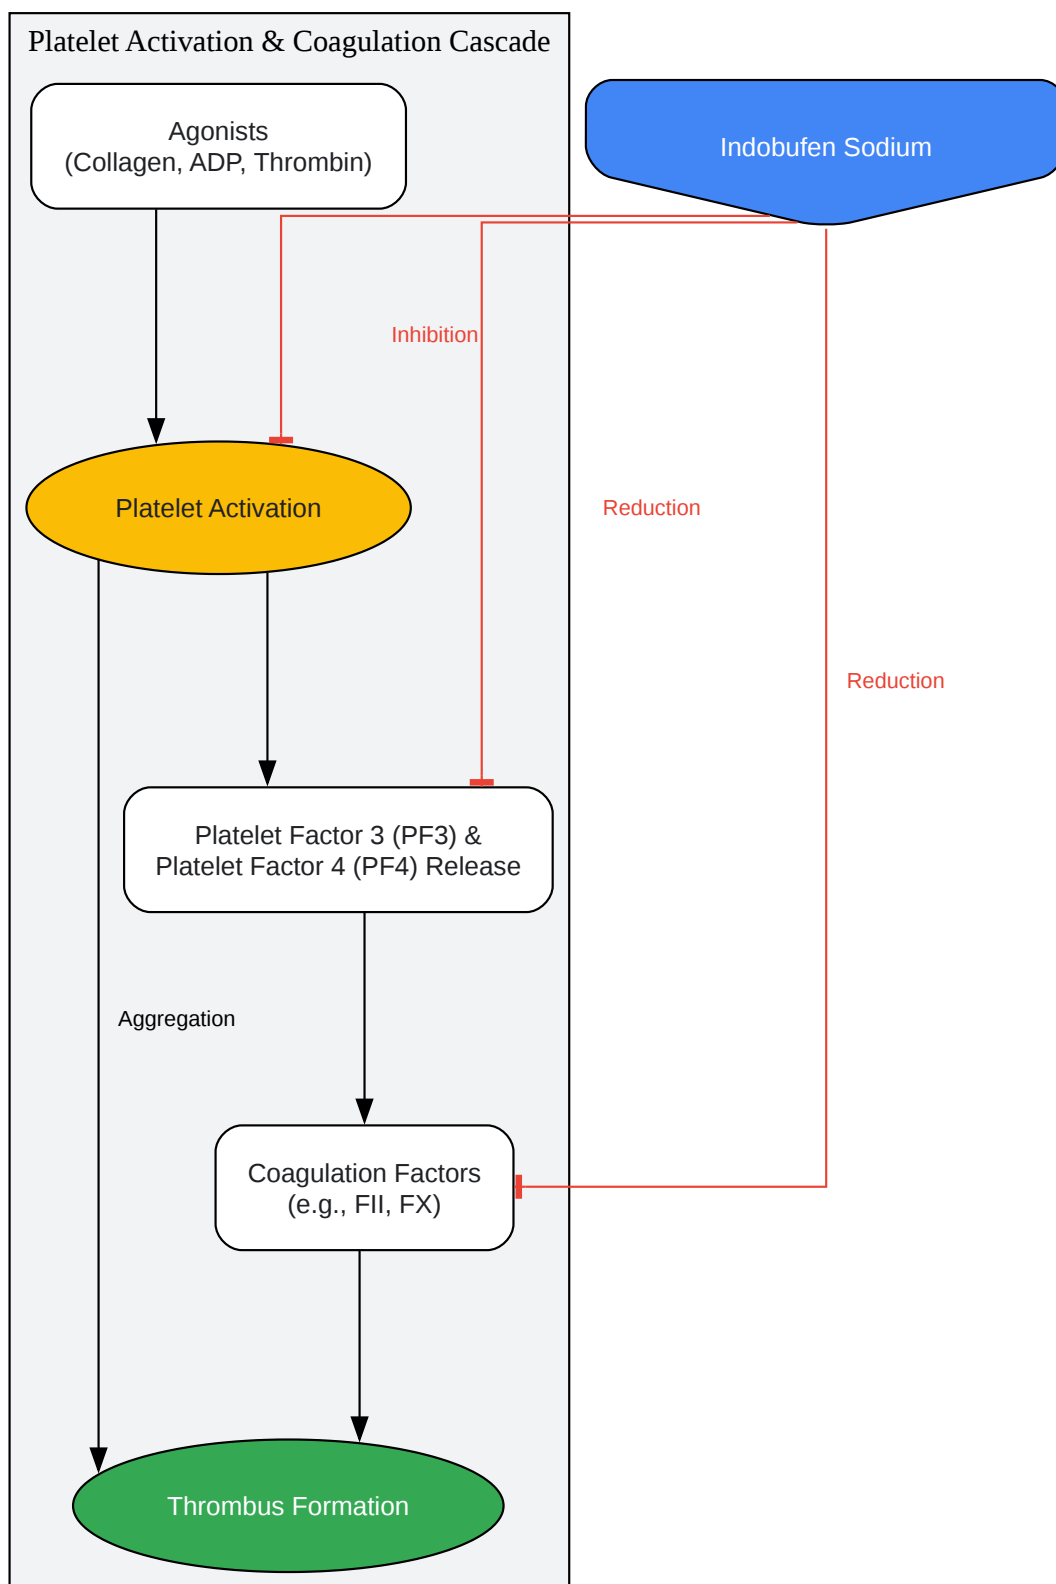 Platelet Activation & Coagulation Cascade
Agonists
(Collagen, ADP, Thrombin)
Indobufen Sodium
Inhibition
Platelet Activation
Reduction
Reduction
Platelet Factor 3 (PF3) &
Platelet Factor 4 (PF4) Release
Aggregation
Coagulation Factors
(e.g., FII, FX)
Thrombus Formation